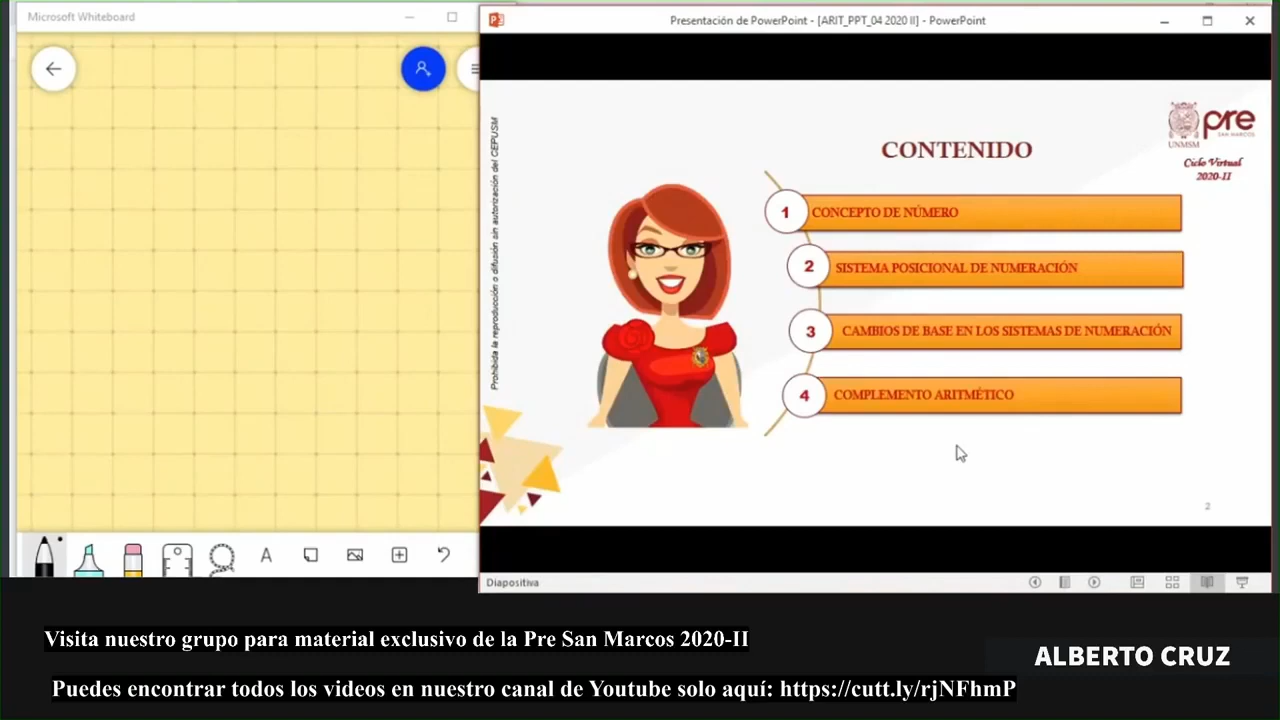 Microsoft Whiteboard
Presentación de PowerPoint - [ARIT_PPT_04 2020 II] - PowerPoint
Prohibida la reproducción o difusión sin autorización del CEPUSM
UNMSM
pre
SAN MARCOS
Ciclo Virtual
2020-II
CONTENIDO
1 CONCEPTO DE NÚMERO
2 SISTEMA POSICIONAL DE NUMERACIÓN
3 CAMBIOS DE BASE EN LOS SISTEMAS DE NUMERACIÓN
4 COMPLEMENTO ARITMÉTICO
2
A
Diapositiva
Visita nuestro grupo para material exclusivo de la Pre San Marcos 2020-II
ALBERTO CRUZ
Puedes encontrar todos los videos en nuestro canal de Youtube solo aquí: https://cutt.ly/rjNFhmP